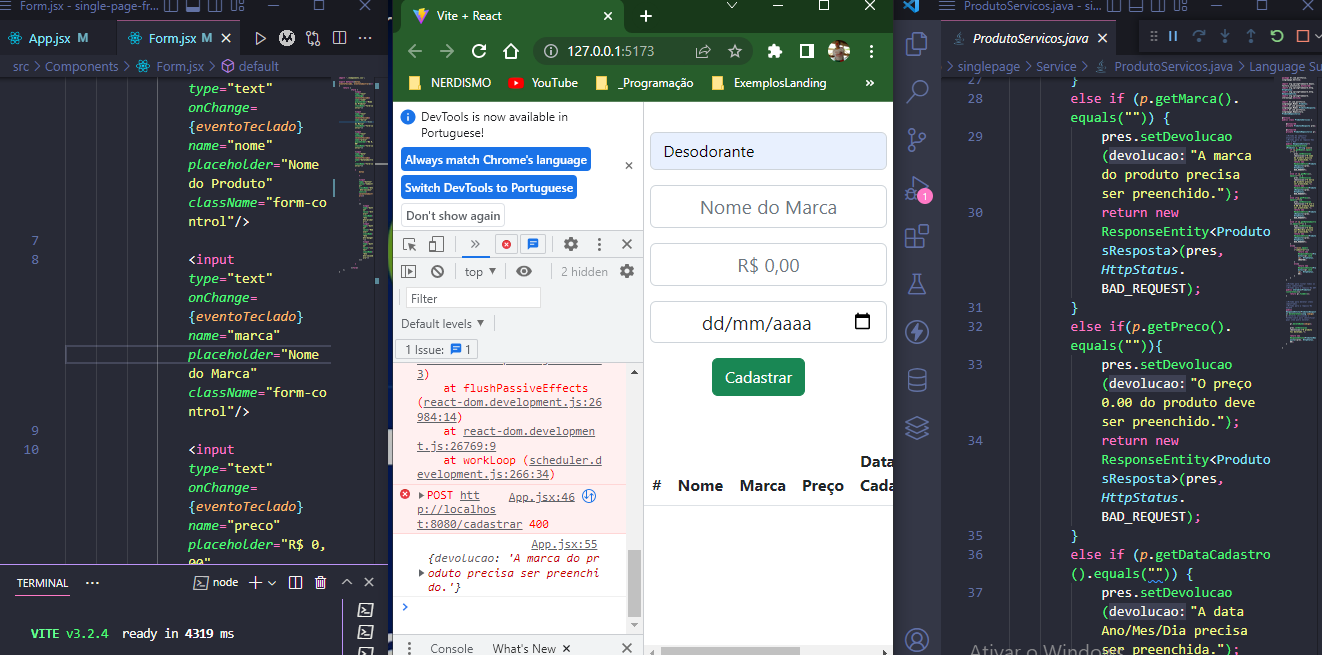 Form.jsx - single-page-fr...
App.jsx M
Form.jsx M
src > Components > Form.jsx > default
type="text"
onChange=
{eventoTeclado}
name="nome"
placeholder="Nome
do Produto"
className="form-co
ntrol"/>
7
8
<input
type="text"
onChange=
{eventoTeclado}
name="marca"
placeholder="Nome
do Marca"
className="form-co
ntrol"/>
9
10
<input
type="text"
onChange=
{eventoTeclado}
name="preco"
placeholder="R$ 0,
00"
TERMINAL ...
node
VITE v3.2.4 ready in 4319 ms
Vite + React
127.0.0.1:5173
NERDISMO
YouTube
_Programação
ExemplosLanding
»
DevTools is now available in
Portuguese!
Always match Chrome's language
Switch DevTools to Portuguese
Don't show again
top ▼
2 hidden
Filter
Default levels ▼
1 Issue: 1
3)
at flushPassiveEffects
(react-dom.development.js:26
984:14)
at react-dom.developmen
t.js:26769:9
at workLoop (scheduler.d
evelopment.js:266:34)
POST htt App.jsx:46
p://localhos
t:8080/cadastrar 400
App.jsx:55
{devolucao: 'A marca do pr
oduto precisa ser preenchi
do.'}
Console
What's New
Desodorante
Nome do Marca
R$ 0,00
dd/mm/aaaa
Cadastrar
Data
# Nome Marca Preço Cada
ProdutoServicos.java - si...
ProdutoServicos.java
> singlepage > Service > ProdutoServicos.java > Language Su
27 }
28 else if (p.getMarca().
equals("")) {
29 pres.setDevolucao
(devolucao:"A marca
do produto precisa
ser preenchido.");
30 return new
ResponseEntity<Produto
sResposta>(pres,
HttpStatus.
BAD_REQUEST);
31 }
32 else if(p.getPreco().
equals("")){
33 pres.setDevolucao
(devolucao:"O preço
0.00 do produto deve
ser preenchido.");
34 return new
ResponseEntity<Produto
sResposta>(pres,
HttpStatus.
BAD_REQUEST);
35 }
36 else if (p.getDataCadastro
().equals("")) {
37 pres.setDevolucao
(devolucao:"A data
Ano/Mes/Dia precisa
ser preenchida.");
1
Ativar o Windows